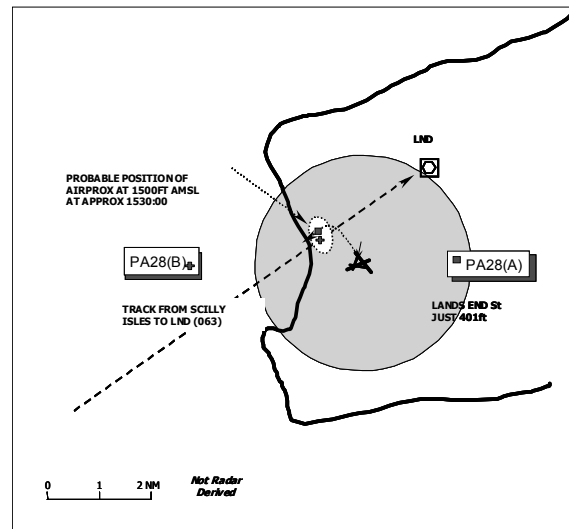 LND
PROBABLE POSITION OF
AIRPROX AT 1500FT AMSL
AT APPROX 1530:00
PA28(B)
PA28(A)
TRACK FROM SCILLY
ISLES TO LND (063)
LANDS END St
JUST 401ft
0 1 2 NM
Not Radar
Derived